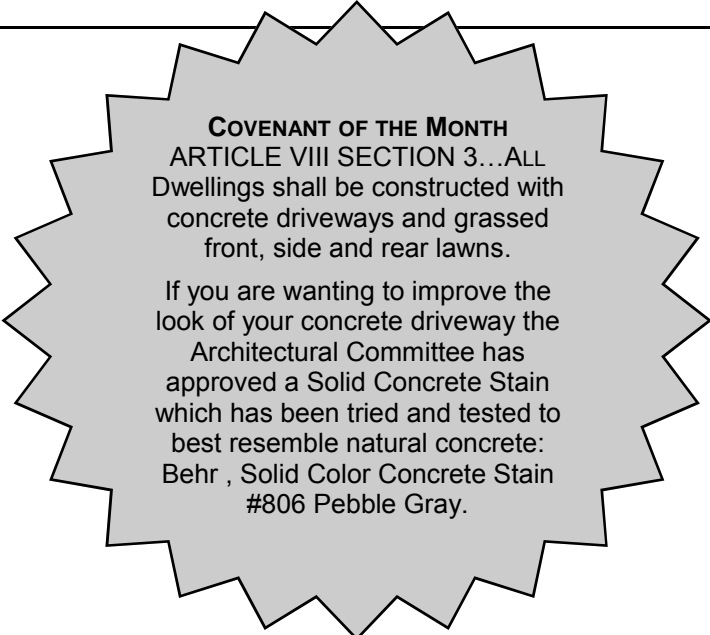 COVENANT OF THE MONTH
ARTICLE VIII SECTION 3…ALL
Dwellings shall be constructed with
concrete driveways and grassed
front, side and rear lawns.
If you are wanting to improve the
look of your concrete driveway the
Architectural Committee has
approved a Solid Concrete Stain
which has been tried and tested to
best resemble natural concrete:
Behr , Solid Color Concrete Stain
#806 Pebble Gray.